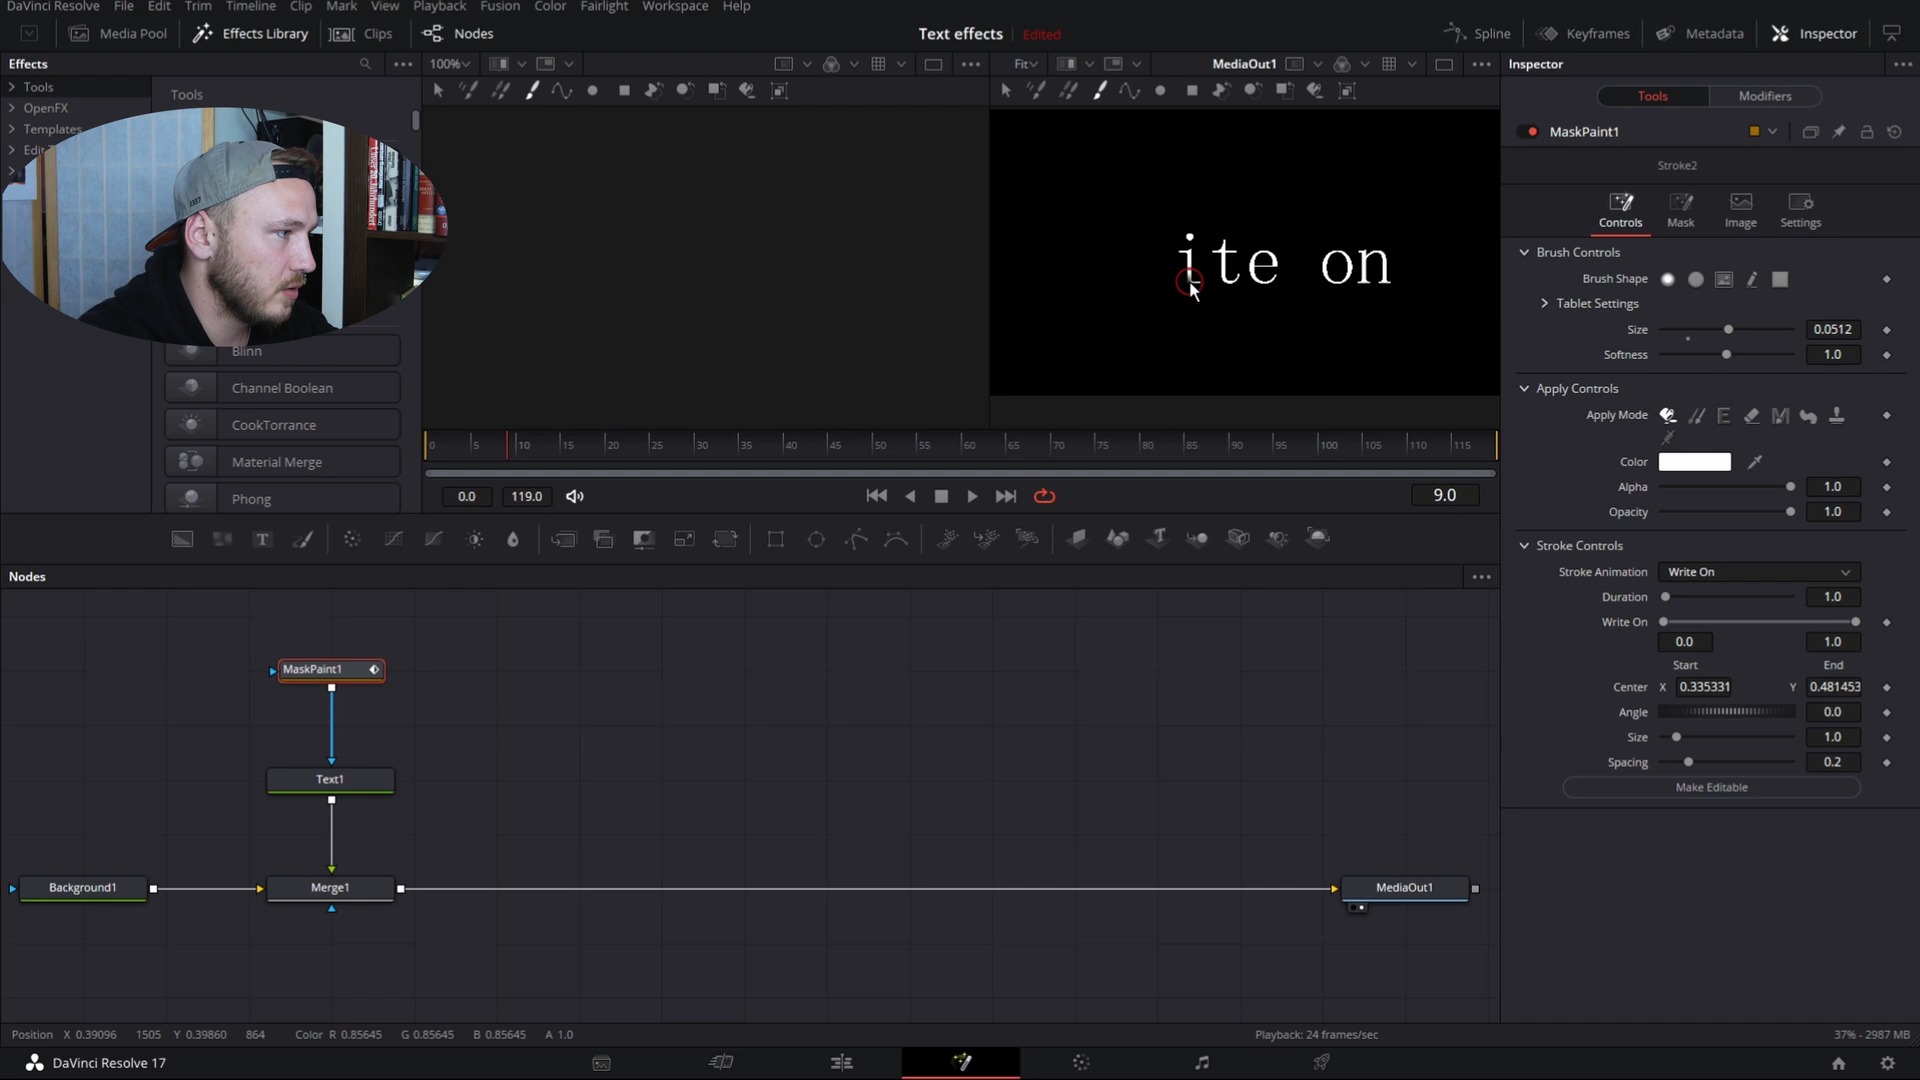 DaVinci Resolve File Edit Trim Timeline Clip Mark View Playback Fusion Color Fairlight Workspace Help
Media Pool Effects Library Clips Nodes Text effects Edited Spline Keyframes Metadata Inspector
Effects 100% Fit MediaOut1 Inspector
Tools Tools Tools Modifiers
OpenFX
Templates
MaskPaint1
Stroke2
Controls Mask Image Settings
ite on
Brush Controls
Brush Shape
Tablet Settings
Size 0.0512
Softness 1.0
Blinn
Channel Boolean
CookTorrance
Material Merge
Phong
Apply Controls
Apply Mode
Color
Alpha 1.0
Opacity 1.0
0 5 10 15 20 25 30 35 40 45 50 55 60 65 70 75 80 85 90 95 100 105 110 115
0.0 119.0 9.0
Stroke Controls
Stroke Animation Write On
Duration 1.0
Write On
0.0 1.0
Start End
Center X 0.335331 Y 0.481453
Angle 0.0
Size 1.0
Spacing 0.2
Make Editable
Nodes
MaskPaint1
Text1
Background1 Merge1 MediaOut1
Position X 0.39096 1505 Y 0.39860 864 Color R 0.85645 G 0.85645 B 0.85645 A 1.0 Playback: 24 frames/sec 37% - 2987 MB
DaVinci Resolve 17